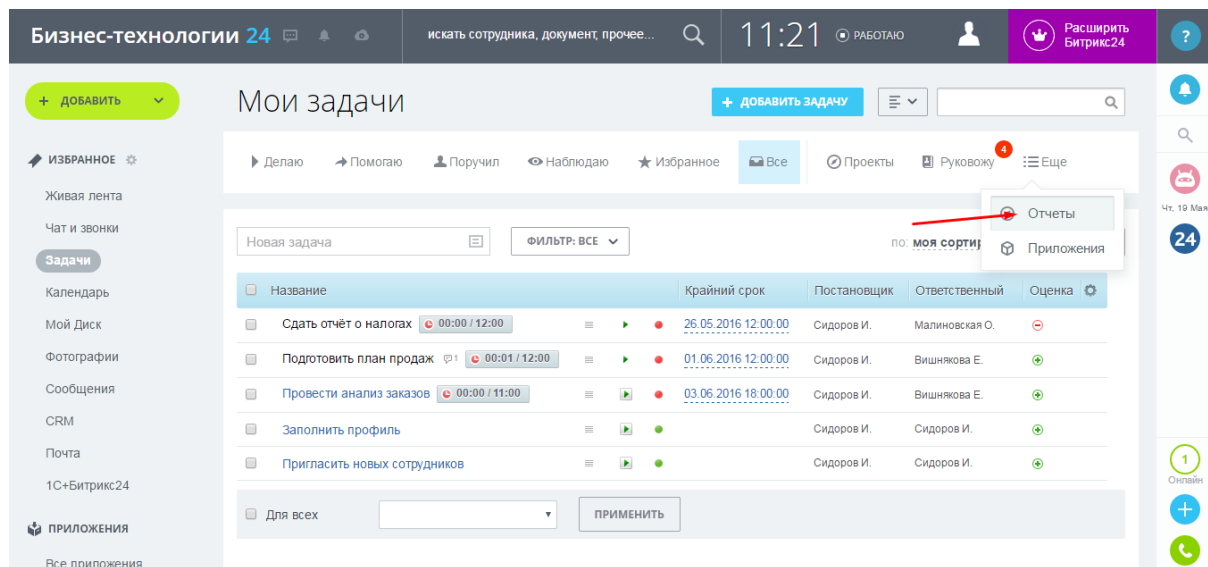 Бизнес-технологии 24
искать сотрудника, документ, прочее...
11:21
РАБОТАЮ
Расширить
Битрикс24
?
+ ДОБАВИТЬ
Мои задачи
+ ДОБАВИТЬ ЗАДАЧУ
ИЗБРАННОЕ
Делаю
Помогаю
Поручил
Наблюдаю
Избранное
Все
Проекты
Руковожу
4
Еще
Живая лента
Чат и звонки
Задачи
Календарь
Мой Диск
Фотографии
Сообщения
CRM
Почта
1С+Битрикс24
ПРИЛОЖЕНИЯ
Все приложения
Отчеты
Приложения
Чт, 19 Мая
24
Новая задача
ФИЛЬТР: ВСЕ
по: моя сортир
Название Крайний срок Постановщик Ответственный Оценка
Сдать отчёт о налогах 00:00 / 12:00 26.05.2016 12:00:00 Сидоров И. Малиновская О.
Подготовить план продаж 1 00:01 / 12:00 01.06.2016 12:00:00 Сидоров И. Вишнякова Е.
Провести анализ заказов 00:00 / 11:00 03.06.2016 18:00:00 Сидоров И. Вишнякова Е.
Заполнить профиль Сидоров И. Сидоров И.
Пригласить новых сотрудников Сидоров И. Сидоров И.
Для всех
ПРИМЕНИТЬ
1
Онлайн